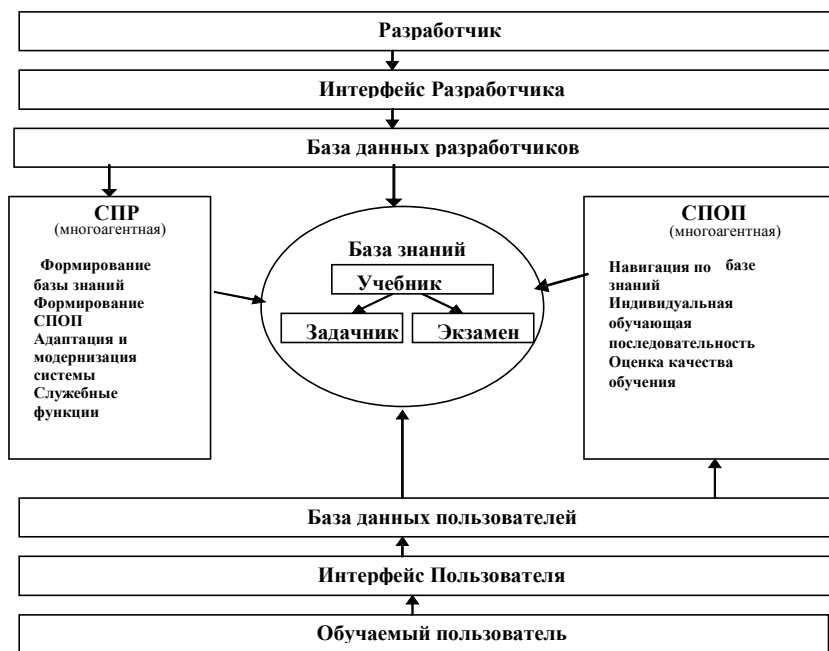 Разработчик
Интерфейс Разработчика
База данных разработчиков
СПР
(многоагентная)
Формирование
базы знаний
Формирование
СПОП
Адаптация и
модернизация
системы
Служебные
функции
База знаний
Учебник
Задачник
Экзамен
СПОП
(многоагентная)
Навигация по базе
знаний
Индивидуальная
обучающая
последовательность
Оценка качества
обучения
База данных пользователей
Интерфейс Пользователя
Обучаемый пользователь